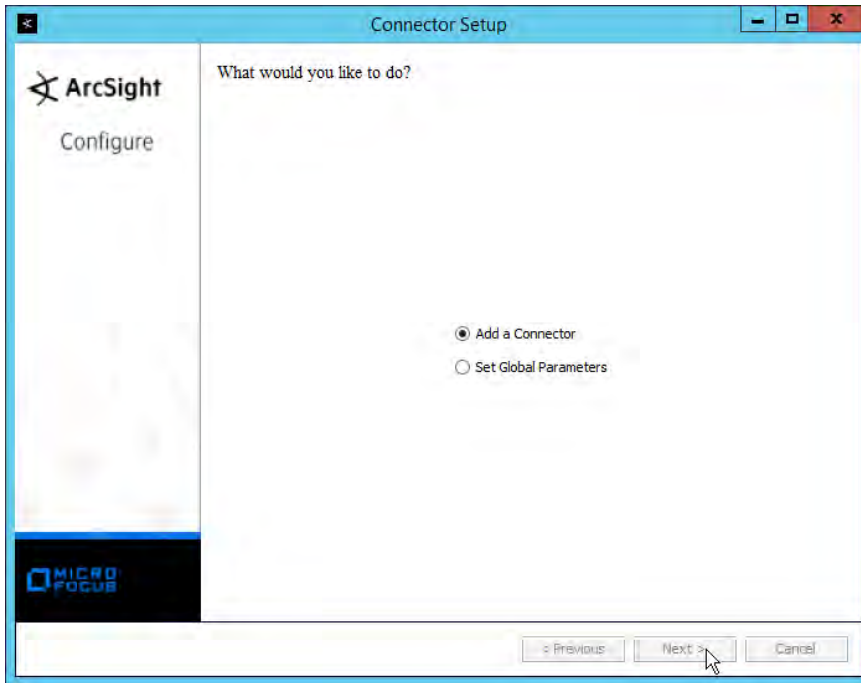 Connector Setup
ArcSight
Configure
What would you like to do?
Add a Connector
Set Global Parameters
MICRO
FOCUS
< Previous
Next >
Cancel